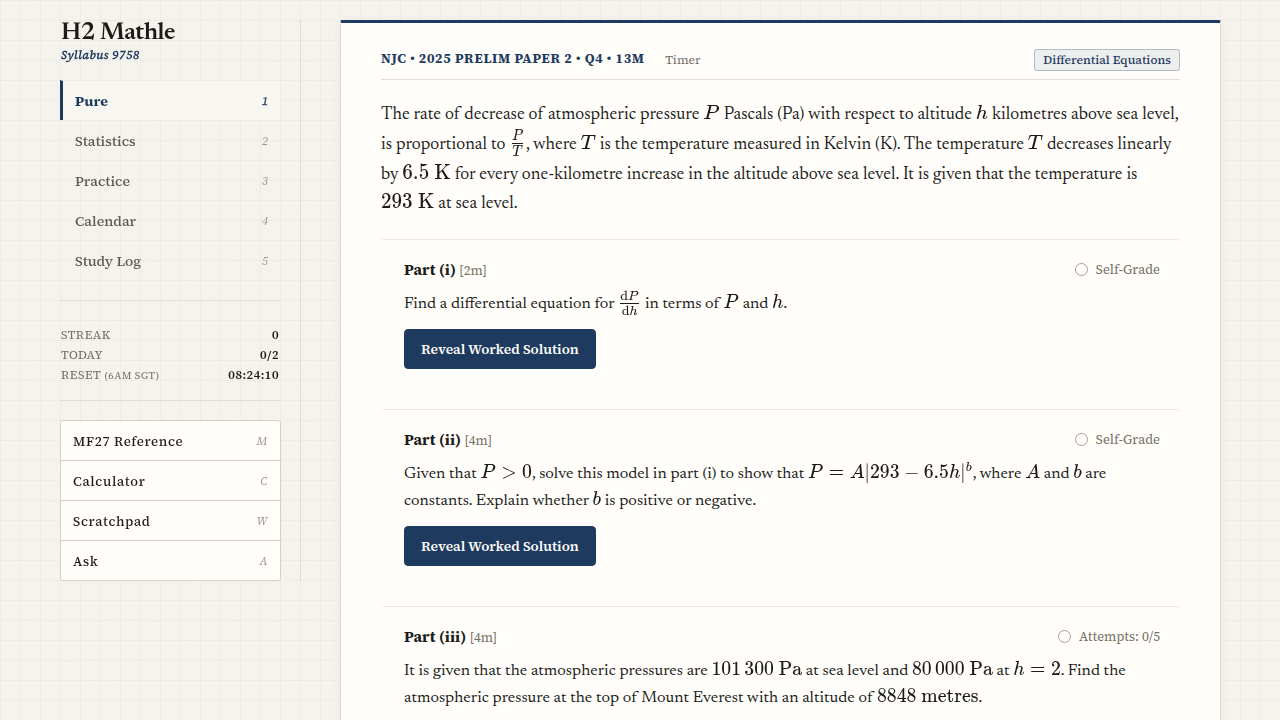 H2 Mathle
Syllabus 9758
Pure 1
Statistics 2
Practice 3
Calendar 4
Study Log 5
STREAK 0
TODAY 0/2
RESET (6AM SGT) 08:24:10
MF27 Reference M
Calculator C
Scratchpad W
Ask A
NJC • 2025 PRELIM PAPER 2 • Q4 • 13M Timer Differential Equations
The rate of decrease of atmospheric pressure P Pascals (Pa) with respect to altitude h kilometres above sea level,
is proportional to P/T, where T is the temperature measured in Kelvin (K). The temperature T decreases linearly
by 6.5 K for every one-kilometre increase in the altitude above sea level. It is given that the temperature is
293 K at sea level.
Part (i) [2m] Self-Grade
Find a differential equation for dP/dh in terms of P and h.
Reveal Worked Solution
Part (ii) [4m] Self-Grade
Given that P > 0, solve this model in part (i) to show that P = A|293 − 6.5h|^b, where A and b are
constants. Explain whether b is positive or negative.
Reveal Worked Solution
Part (iii) [4m] Attempts: 0/5
It is given that the atmospheric pressures are 101 300 Pa at sea level and 80 000 Pa at h = 2. Find the
atmospheric pressure at the top of Mount Everest with an altitude of 8848 metres.